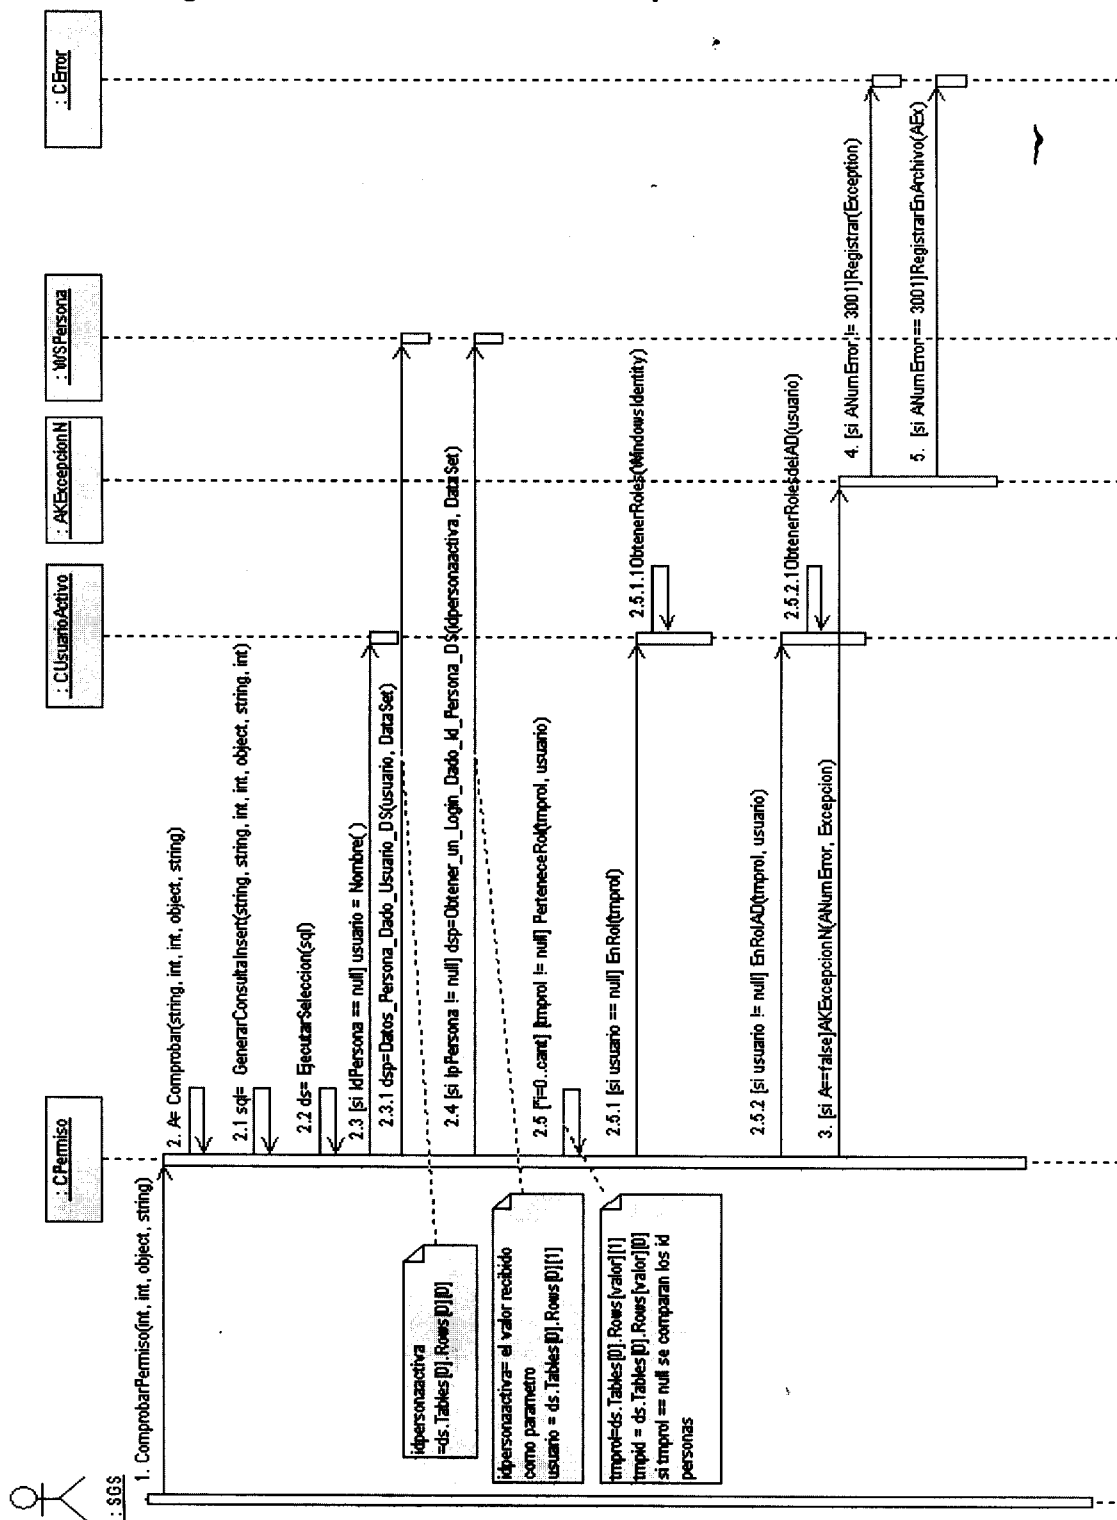 : SGS
: CPermiso
: CUsuarioActivo
: AKExcepcionN
: WSPersona
: CError
1. ComprobarPermiso(int, int, object, string)
2. A= Comprobar(string, int, int, object, string)
2.1 sql= GenerarConsultaInsert(string, string, int, int, object, string, int)
2.2 ds= EjecutarSeleccion(sql)
2.3 [si IdPersona == null] usuario = Nombre( )
2.3.1 dsp=Datos_Persona_Dado_Usuario_DS(usuario, DataSet)
2.4 [si IpPersona != null] dsp=Obtener_un_Login_Dado_Id_Persona_DS(idpersonaactiva, DataSet)
2.5 [*i=0..cant] [tmprol != null] PerteneceRol(tmprol, usuario)
2.5.1 [si usuario == null] EnRol(tmprol)
2.5.1.1ObtenerRoles(WindowsIdentity)
2.5.2 [si usuario != null] EnRolAD(tmprol, usuario)
2.5.2.1ObtenerRolesdelAD(usuario)
3. [si A==false]AKExcepcionN(ANumError, Excepcion)
4. [si ANumError != 3001]Registrar(Exception)
5. [si ANumError== 3001]RegistrarEnArchivo(AEx)
idpersonaactiva
=ds.Tables[0].Rows[0][0]
idpersonaactiva= el valor recibido
como parametro
usuario = ds.Tables[0].Rows[0][1]
tmprol=ds.Tables[0].Rows[valor][1]
tmpid = ds.Tables[0].Rows[valor][0]
si tmprol == null se comparan los id
personas